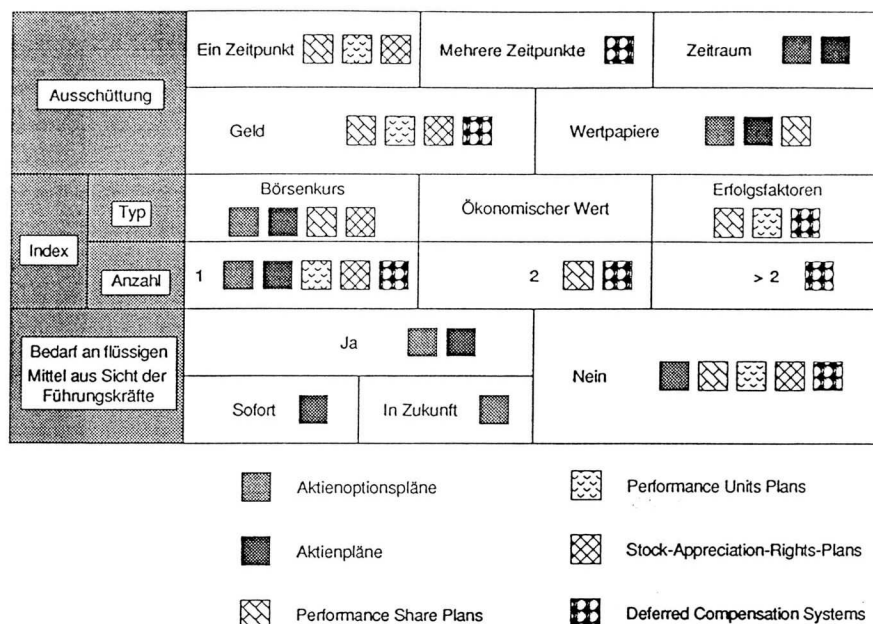 Ein Zeitpunkt
Mehrere Zeitpunkte
Zeitraum
Ausschüttung
Geld
Wertpapiere
Index
Typ
Börsenkurs
Ökonomischer Wert
Erfolgsfaktoren
Anzahl
1
2
> 2
Bedarf an flüssigen
Mittel aus Sicht der
Führungskräfte
Ja
Nein
Sofort
In Zukunft
Aktienoptionspläne
Performance Units Plans
Aktienpläne
Stock-Appreciation-Rights-Plans
Performance Share Plans
Deferred Compensation Systems